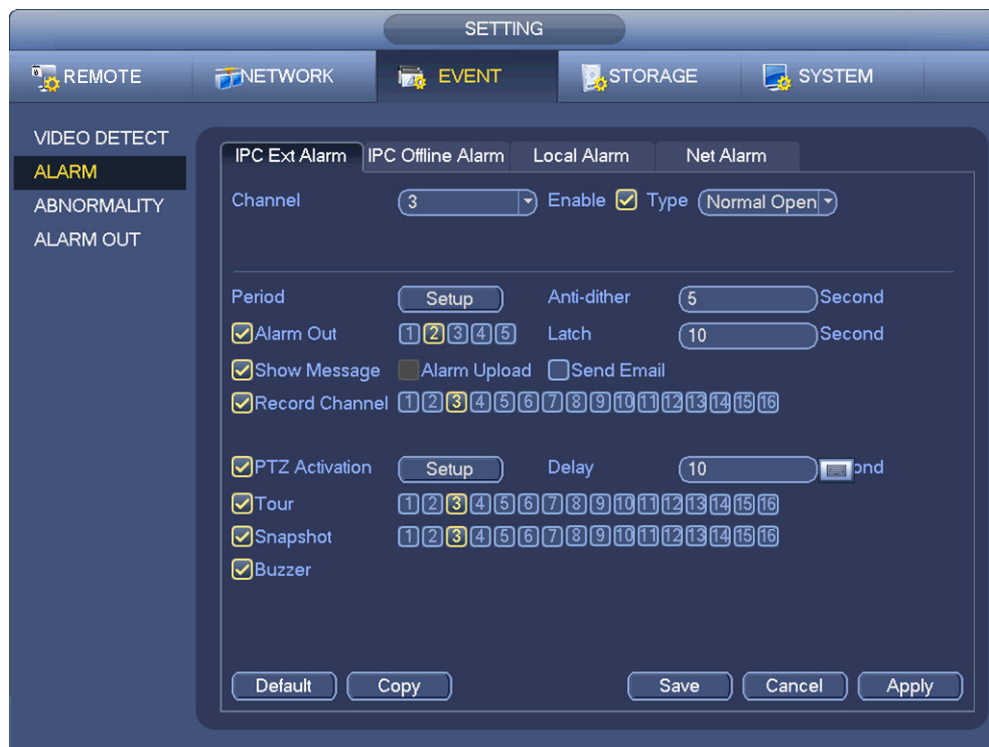 SETTING
REMOTE NETWORK EVENT STORAGE SYSTEM
VIDEO DETECT
ALARM
ABNORMALITY
ALARM OUT
IPC Ext Alarm IPC Offline Alarm Local Alarm Net Alarm
Channel 3 Enable Type Normal Open
Period Setup Anti-dither 5 Second
Alarm Out 1 2 3 4 5 Latch 10 Second
Show Message Alarm Upload Send Email
Record Channel 1 2 3 4 5 6 7 8 9 10 11 12 13 14 15 16
PTZ Activation Setup Delay 10 ond
Tour 1 2 3 4 5 6 7 8 9 10 11 12 13 14 15 16
Snapshot 1 2 3 4 5 6 7 8 9 10 11 12 13 14 15 16
Buzzer
Default Copy Save Cancel Apply